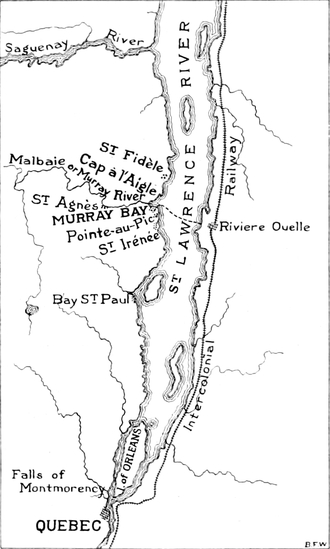 Saguenay River
ST LAWRENCE RIVER
ST Fidèle
Cap à l'Aigle
Malbaie or Murray River
ST Agnès
MURRAY BAY
Pointe-au-Pic
ST Irénée
Railway
Riviere Ouelle
Bay ST Paul
Intercolonial
I. of ORLEANS
Falls of
Montmorency
QUEBEC
B.F.W.